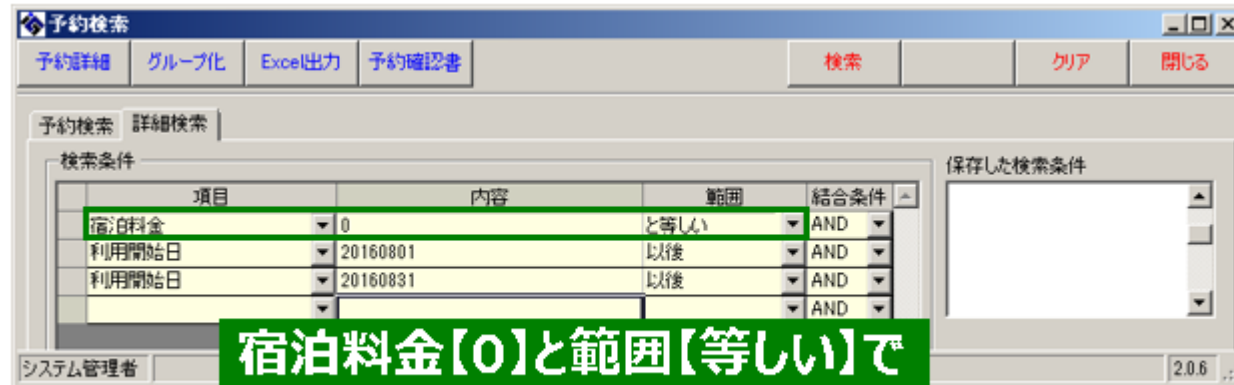 予約検索
予約詳細 グループ化 Excel出力 予約確認書 検索 クリア 閉じる
予約検索 詳細検索
検索条件 保存した検索条件
項目 内容 範囲 結合条件
宿泊料金 0 と等しい AND
利用開始日 20160801 以後 AND
利用開始日 20160831 以後 AND
AND
宿泊料金【0】と範囲【等しい】で
システム管理者 2.0.6